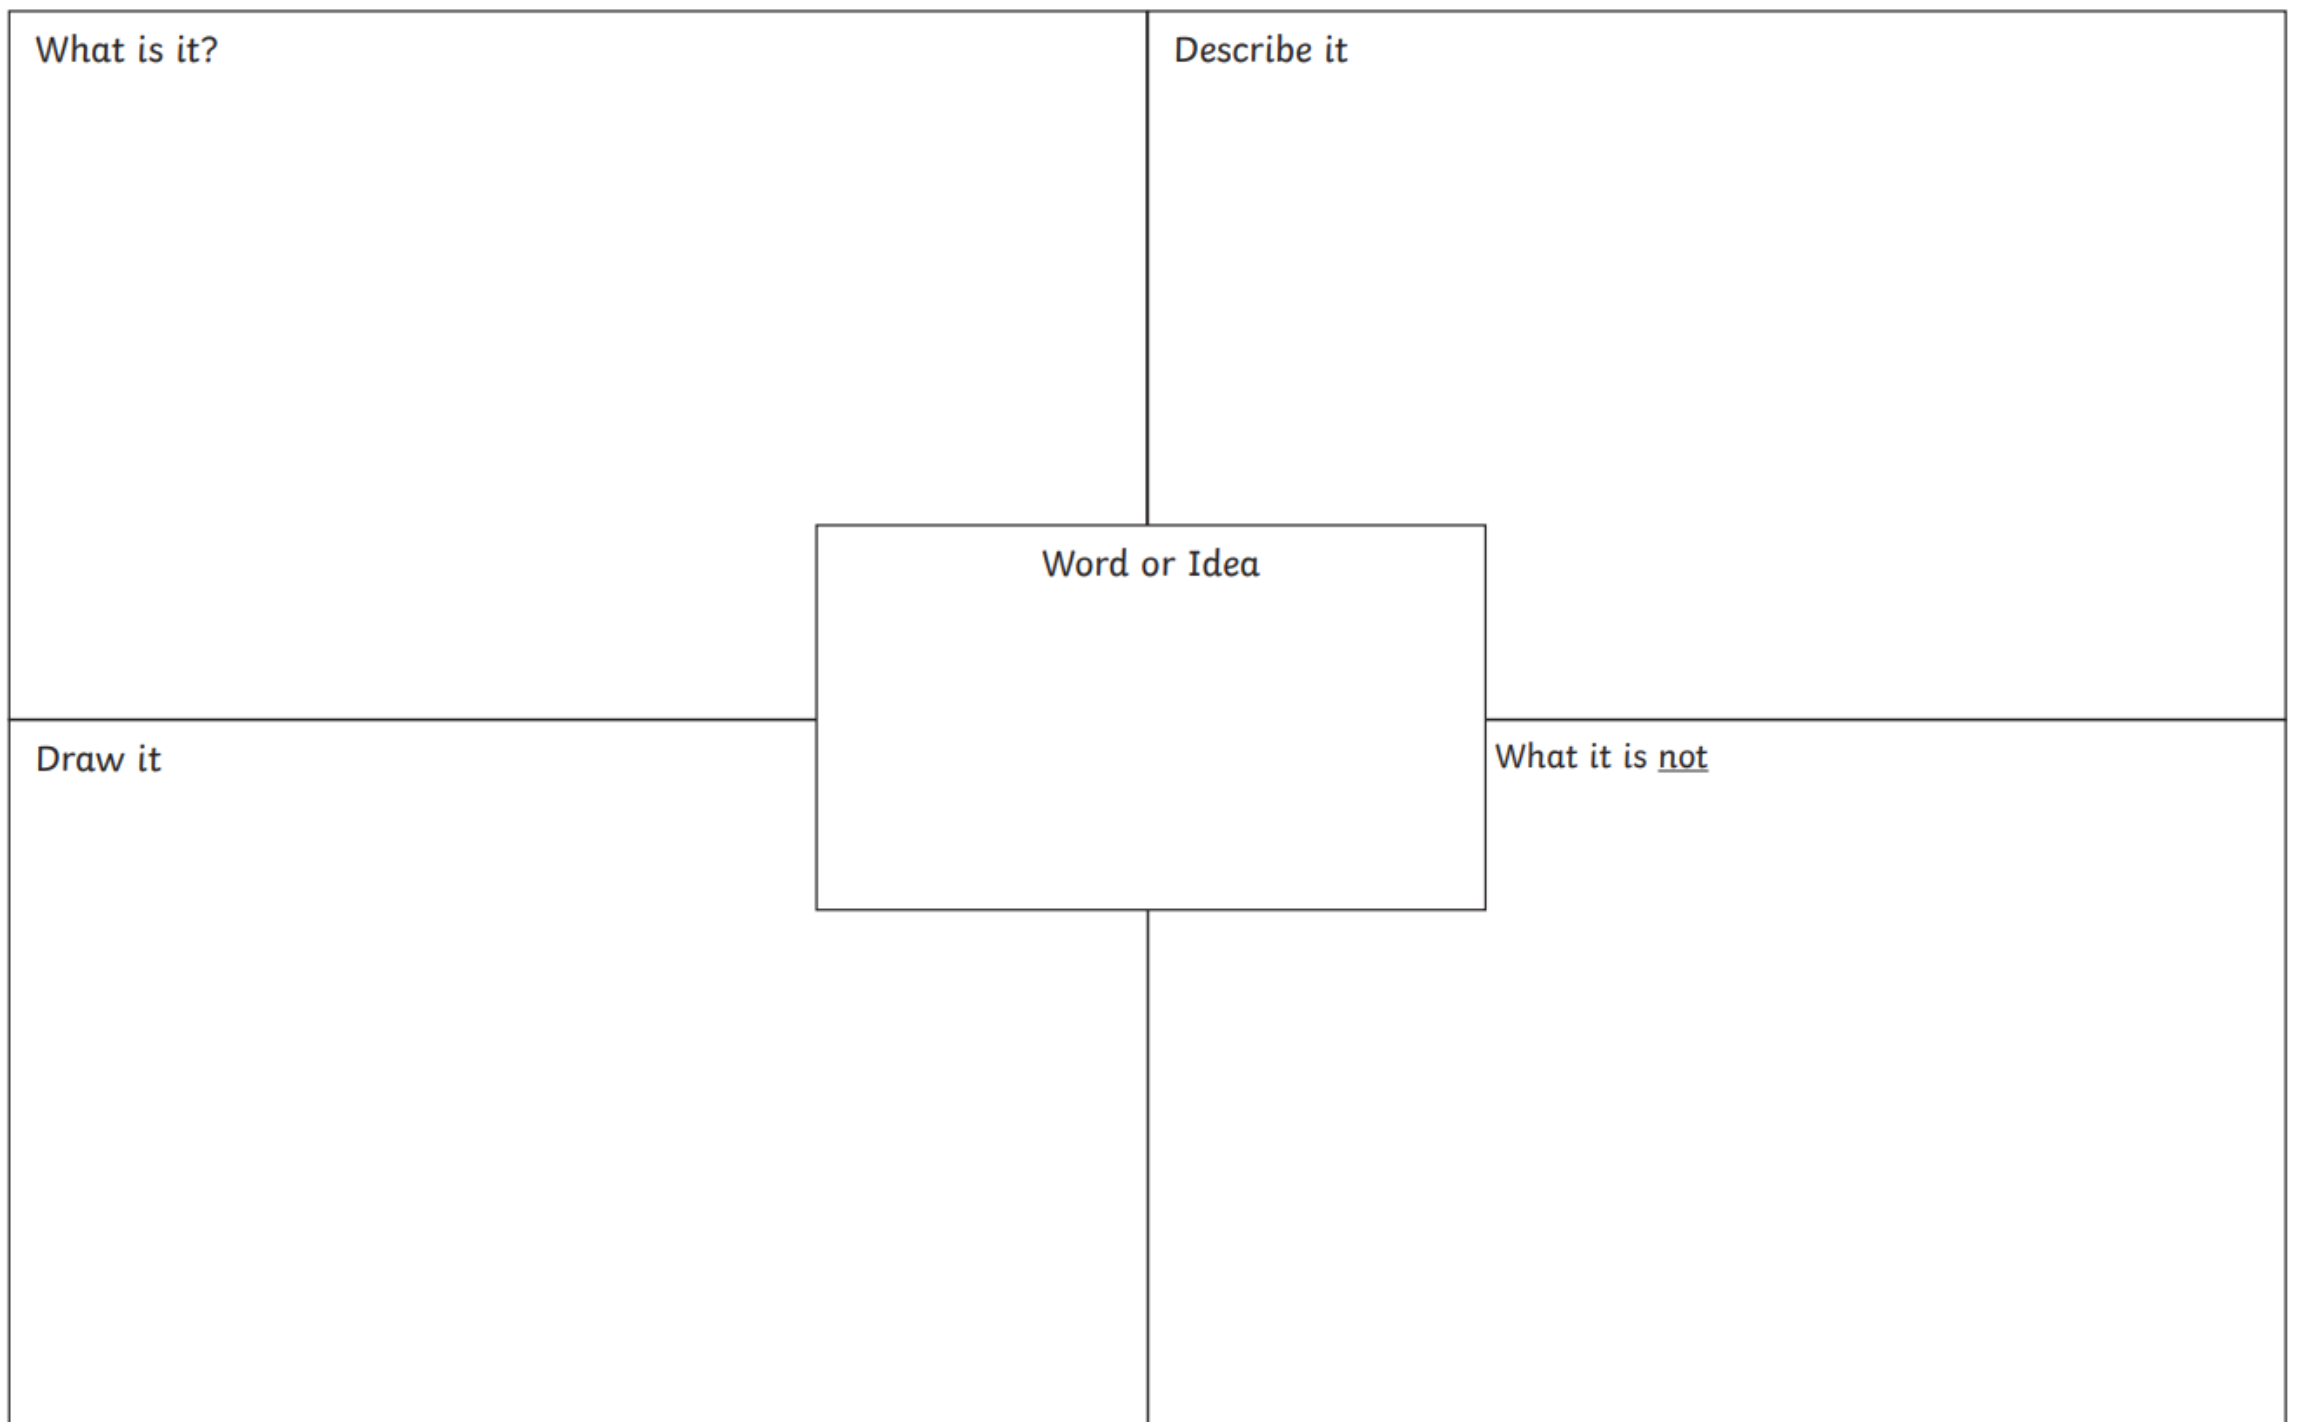 What is it?
Describe it
Word or Idea
Draw it
What it is not